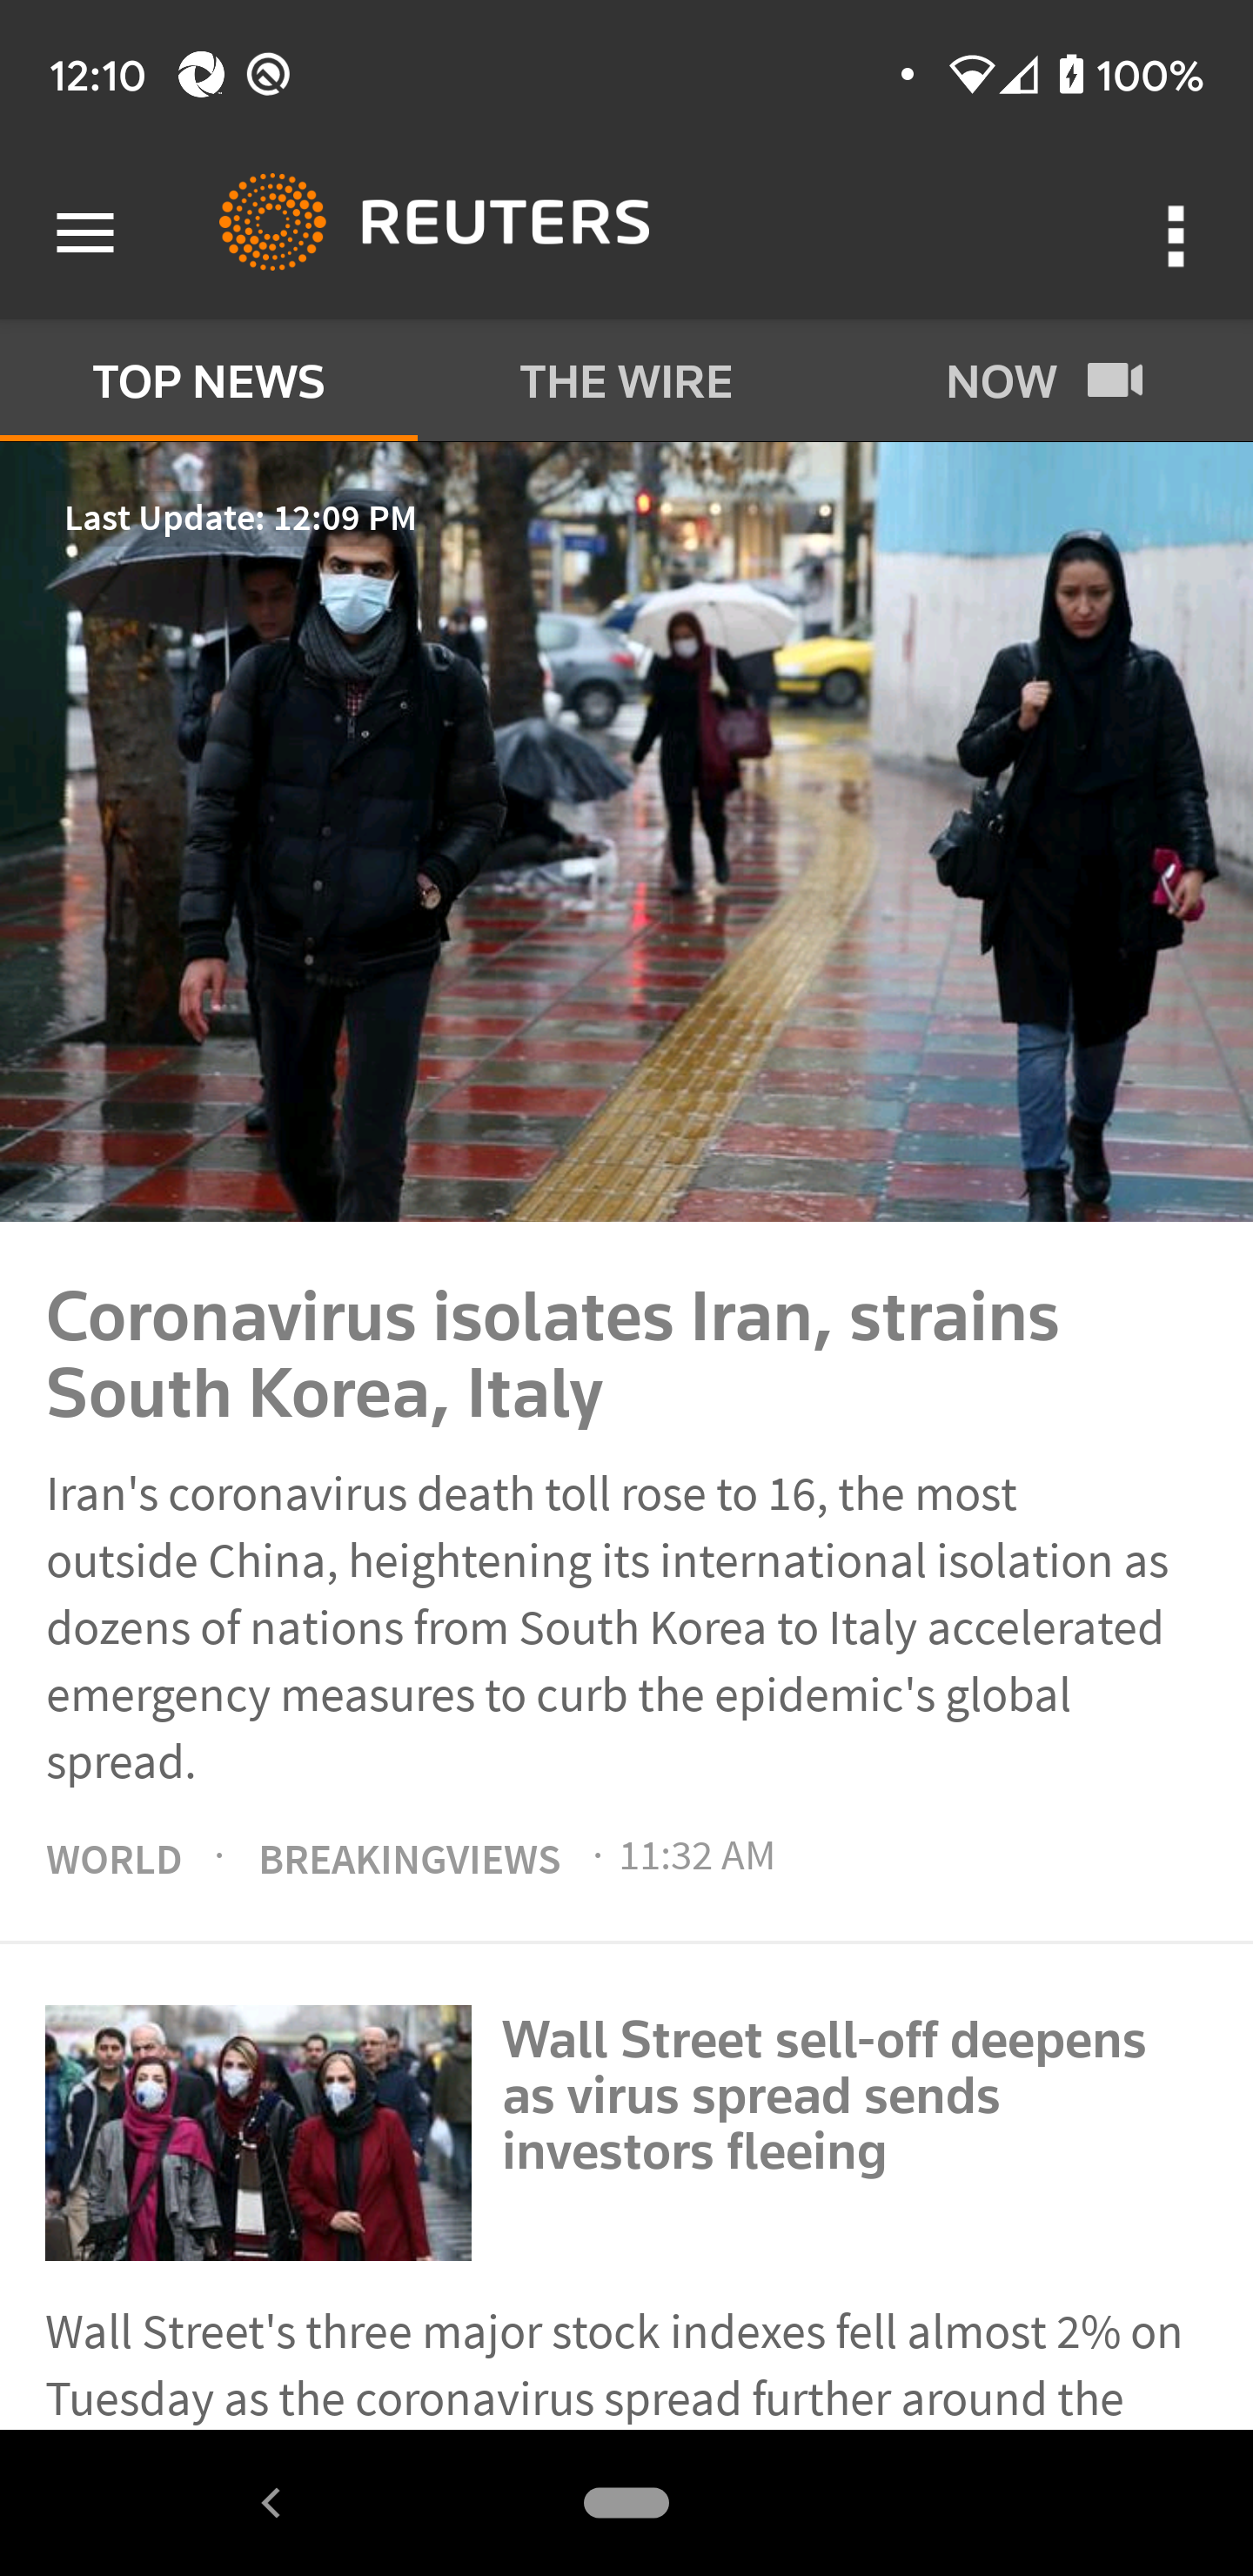 12:10
100%
REUTERS
TOP NEWS
THE WIRE
NOW
Last Update: 12:09 PM
Coronavirus isolates Iran, strains
South Korea, Italy
Iran's coronavirus death toll rose to 16, the most
outside China, heightening its international isolation as
dozens of nations from South Korea to Italy accelerated
emergency measures to curb the epidemic's global
spread.
WORLD · BREAKINGVIEWS · 11:32 AM
Wall Street sell-off deepens
as virus spread sends
investors fleeing
Wall Street's three major stock indexes fell almost 2% on
Tuesday as the coronavirus spread further around the